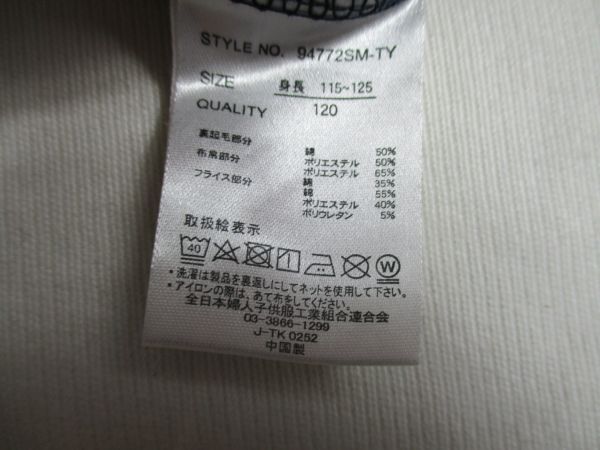 STYLE NO. 94772SM-TY
SIZE 身長 115~125
QUALITY 120
裏起毛部分 綿 50%
ポリエステル 50%
布帛部分 ポリエステル 65%
綿 35%
フライス部分 綿 55%
ポリエステル 40%
ポリウレタン 5%
取扱絵表示
40 W
・洗濯は製品を裏返しにしてネットを使用して下さい。
・アイロンの際は、あて布をしてください。
全日本婦人子供服工業組合連合会
03-3866-1299
J-TK 0252
中国製